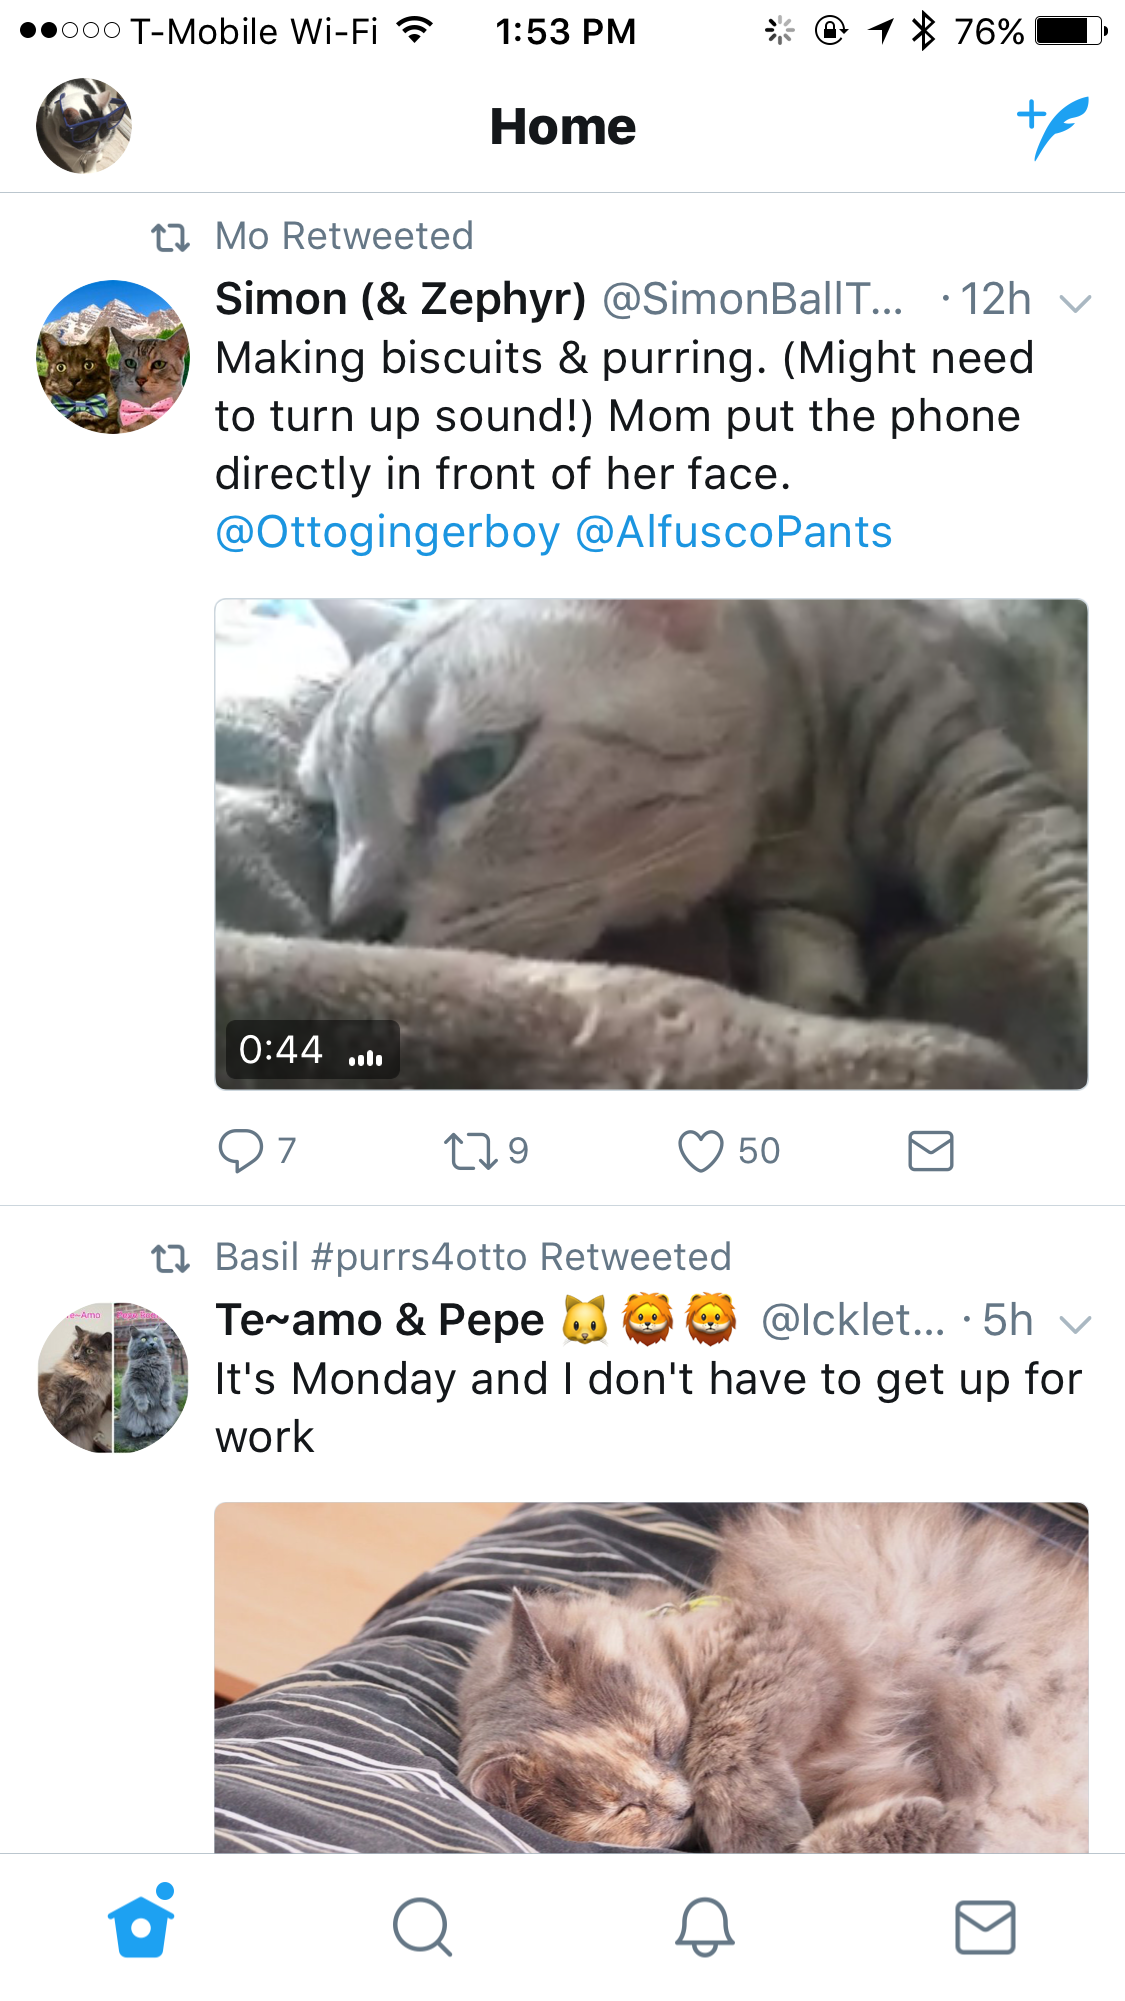 T-Mobile Wi-Fi 1:53 PM 76%
Home
Mo Retweeted
Simon (& Zephyr) @SimonBallT... · 12h
Making biscuits & purring. (Might need
to turn up sound!) Mom put the phone
directly in front of her face.
@Ottogingerboy @AlfuscoPants
0:44
7 9 50
Basil #purrs4otto Retweeted
Te~amo & Pepe 🐱🦁🦁 @Icklet... · 5h
It's Monday and I don't have to get up for
work